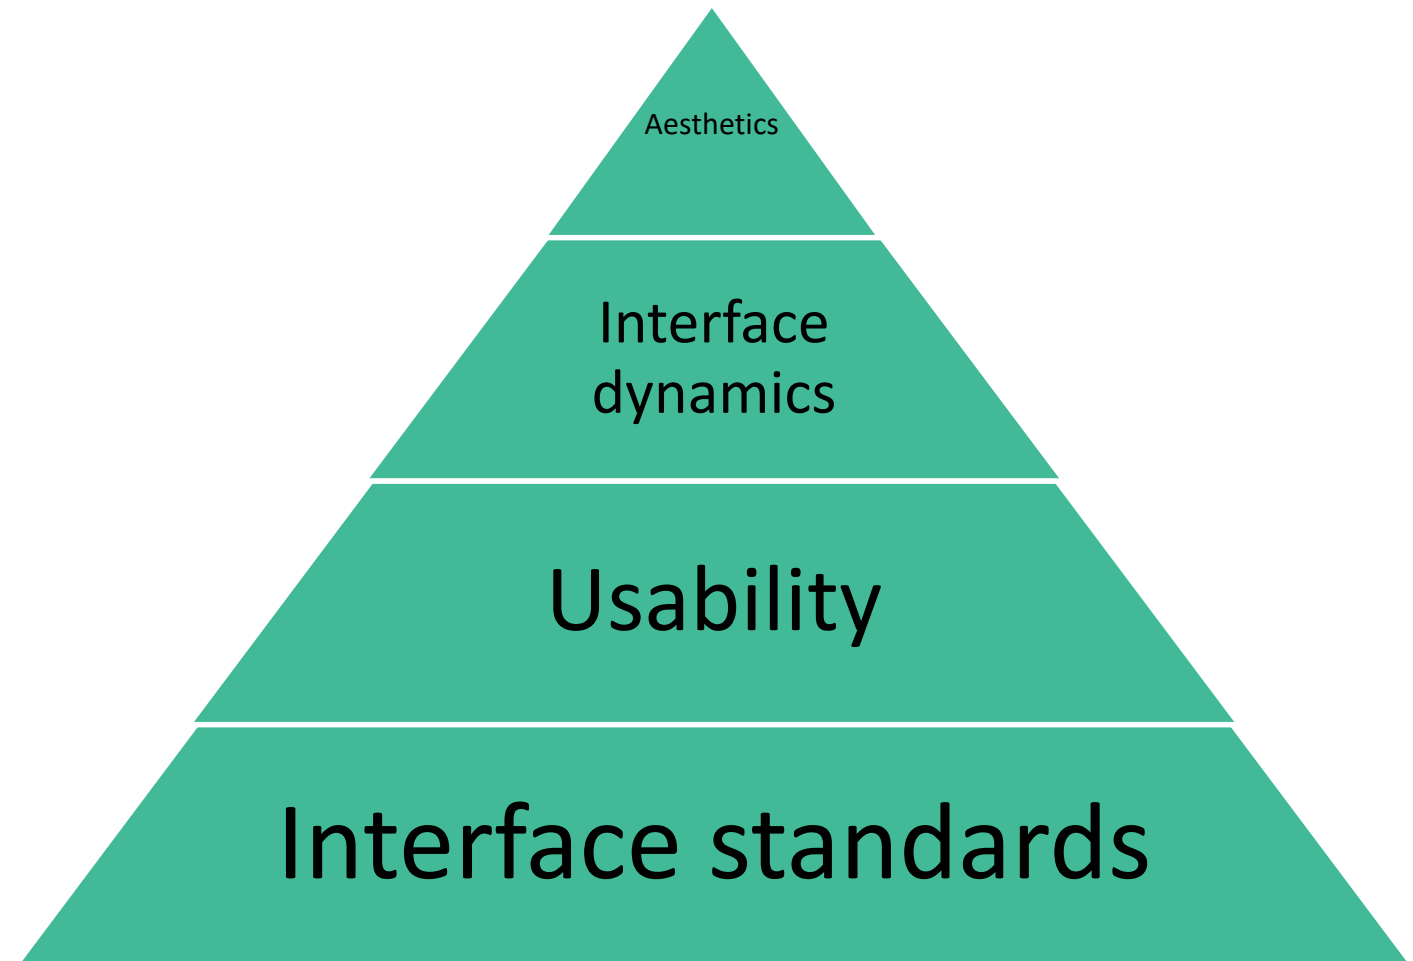 Aesthetics
Interface
dynamics
Usability
Interface standards